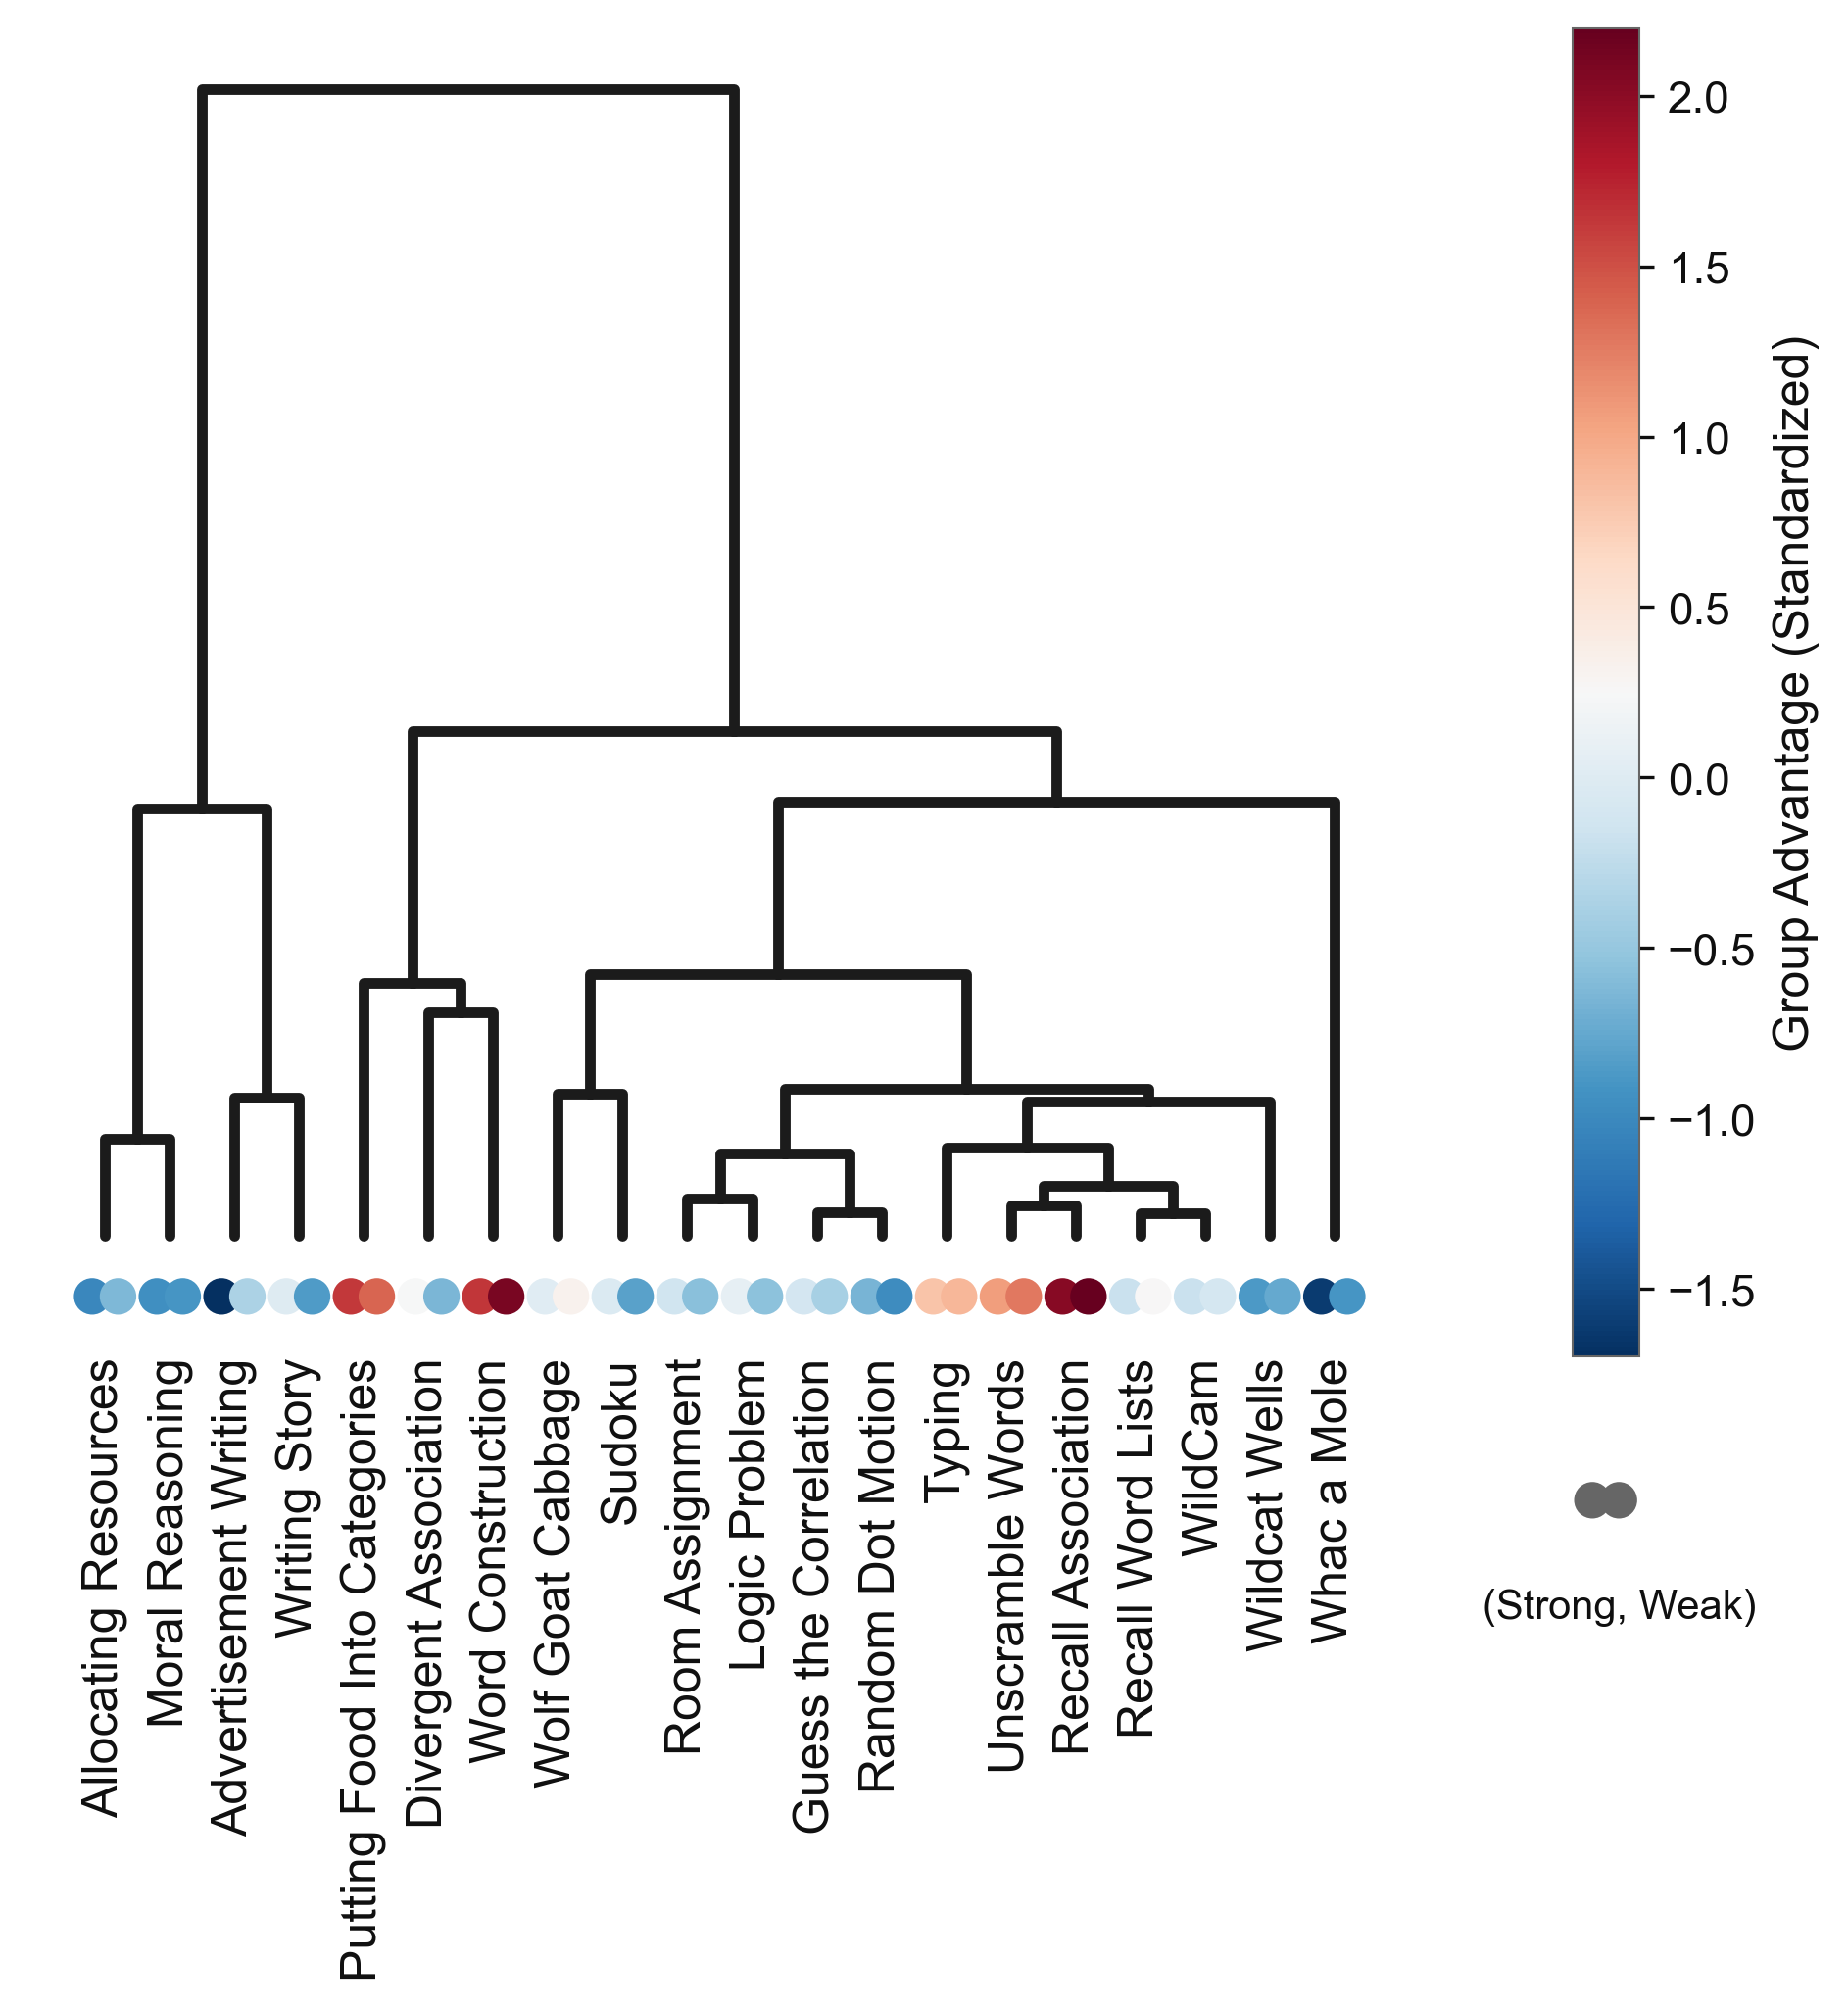 2.0
1.5
1.0
0.5
0.0
−0.5
−1.0
−1.5
Group Advantage (Standardized)
Allocating Resources
Moral Reasoning
Advertisement Writing
Writing Story
Putting Food Into Categories
Divergent Association
Word Construction
Wolf Goat Cabbage
Sudoku
Room Assignment
Logic Problem
Guess the Correlation
Random Dot Motion
Typing
Unscramble Words
Recall Association
Recall Word Lists
WildCam
Wildcat Wells
Whac a Mole
(Strong, Weak)